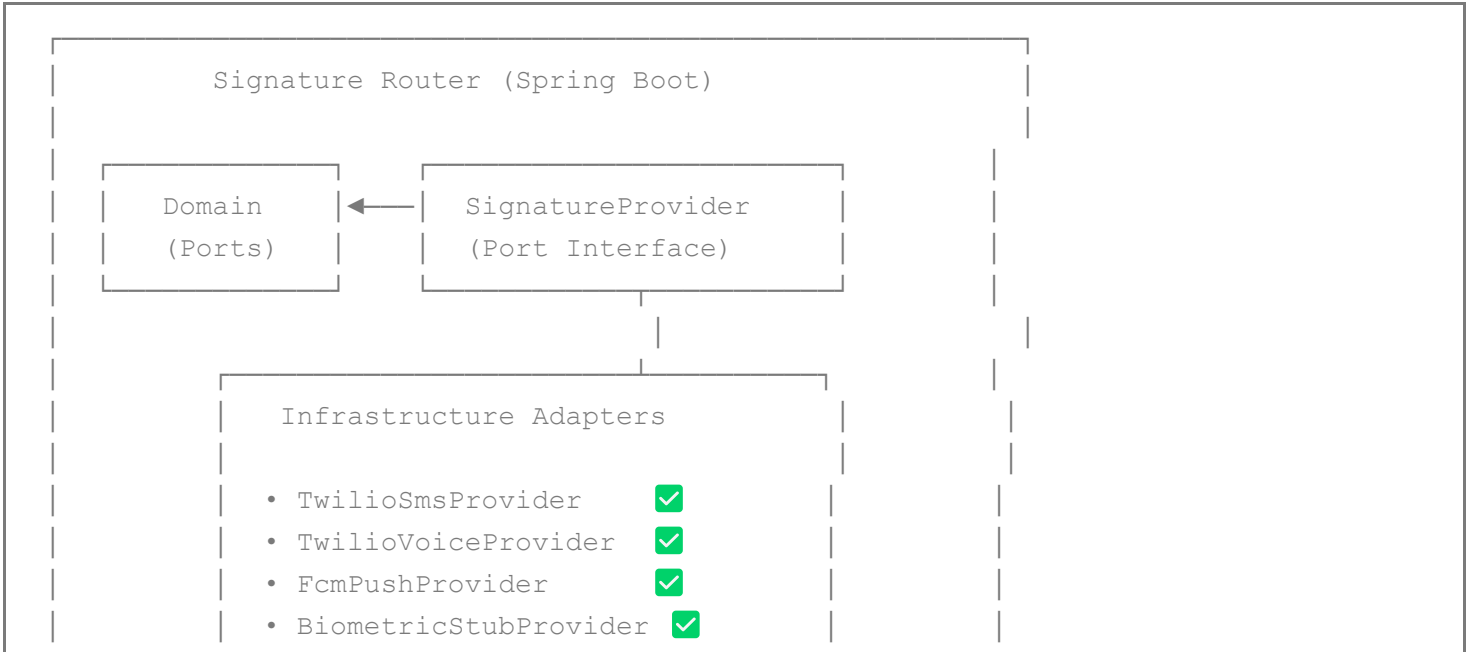 Signature Router (Spring Boot)
Domain SignatureProvider
(Ports) (Port Interface)
Infrastructure Adapters
• TwilioSmsProvider ✅
• TwilioVoiceProvider ✅
• FcmPushProvider ✅
• BiometricStubProvider ✅